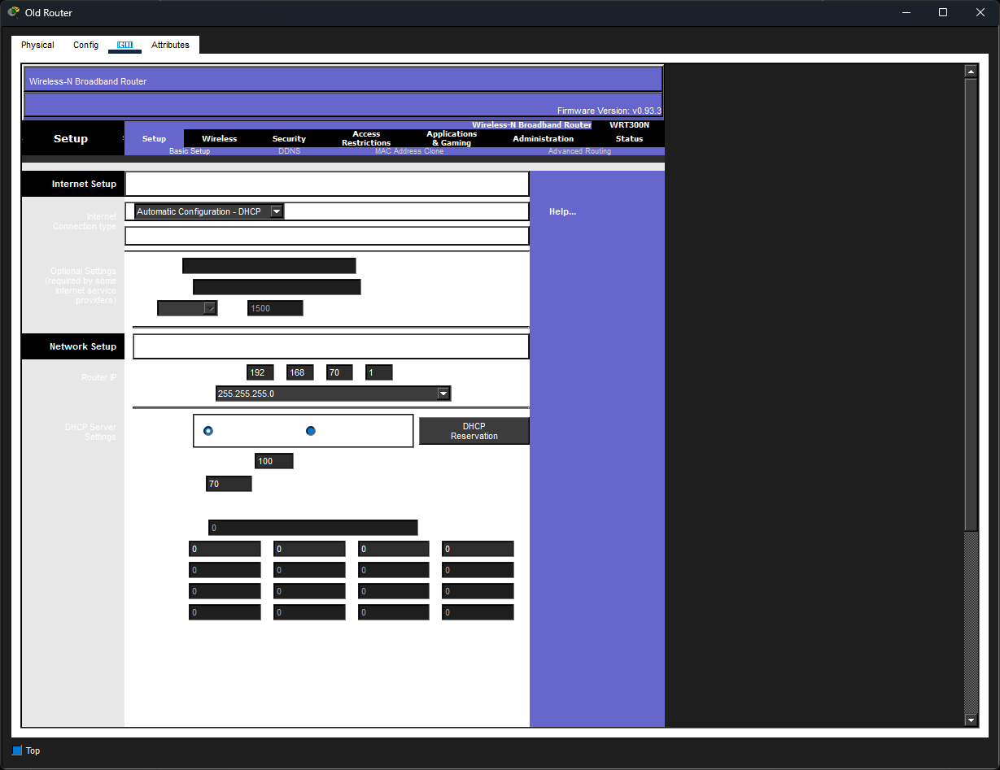 Old Router
Physical Config GUI Attributes
Wireless-N Broadband Router
Firmware Version: v0.93.3
Wireless-N Broadband Router WRT300N
Setup
Setup Wireless Security Access Restrictions Applications & Gaming Administration Status
Basic Setup DDNS MAC Address Clone Advanced Routing
Internet Setup
Internet
Connection type
Automatic Configuration - DHCP
Help...
Optional Settings
(required by some
internet service
providers)
1500
Network Setup
Router IP
192 168 70 1
255.255.255.0
DHCP Server
Settings
DHCP
Reservation
100
70
0
0 0 0 0
0 0 0 0
0 0 0 0
0 0 0 0
Top